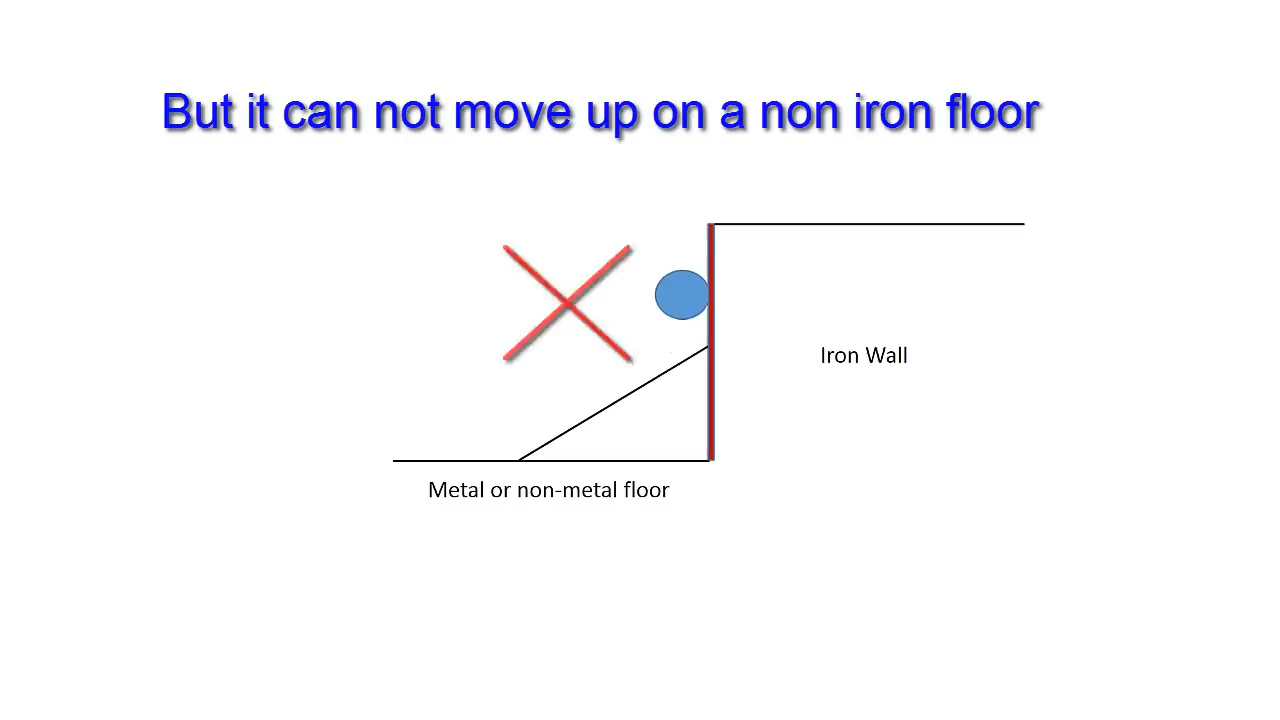 But it can not move up on a non iron floor
Iron Wall
Metal or non-metal floor